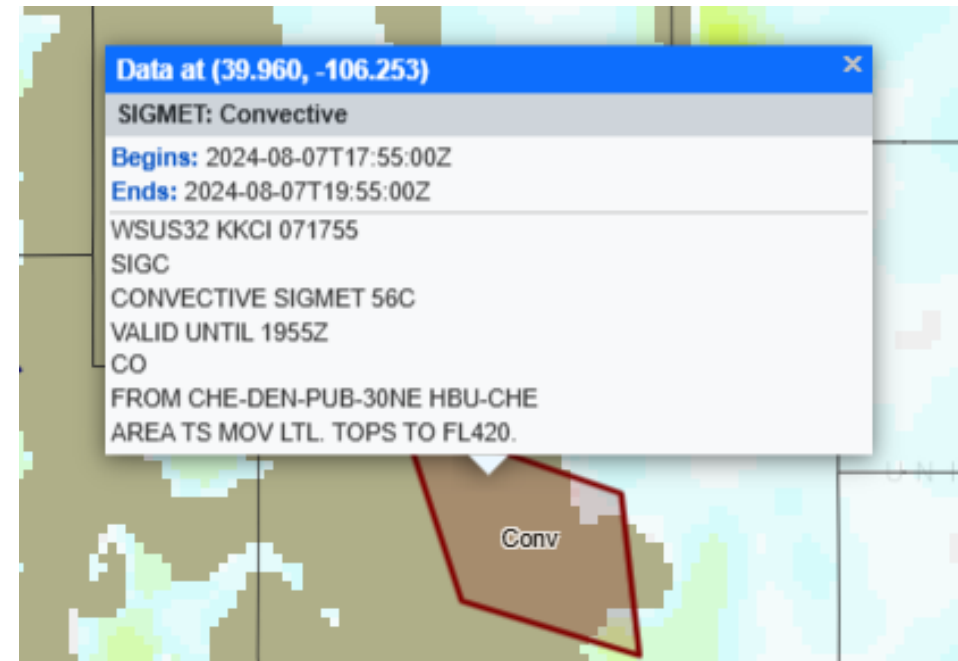 Data at (39.960, -106.253)
×
SIGMET: Convective
Begins: 2024-08-07T17:55:00Z
Ends: 2024-08-07T19:55:00Z
WSUS32 KKCI 071755
SIGC
CONVECTIVE SIGMET 56C
VALID UNTIL 1955Z
CO
FROM CHE-DEN-PUB-30NE HBU-CHE
AREA TS MOV LTL. TOPS TO FL420.
U N I
Conv